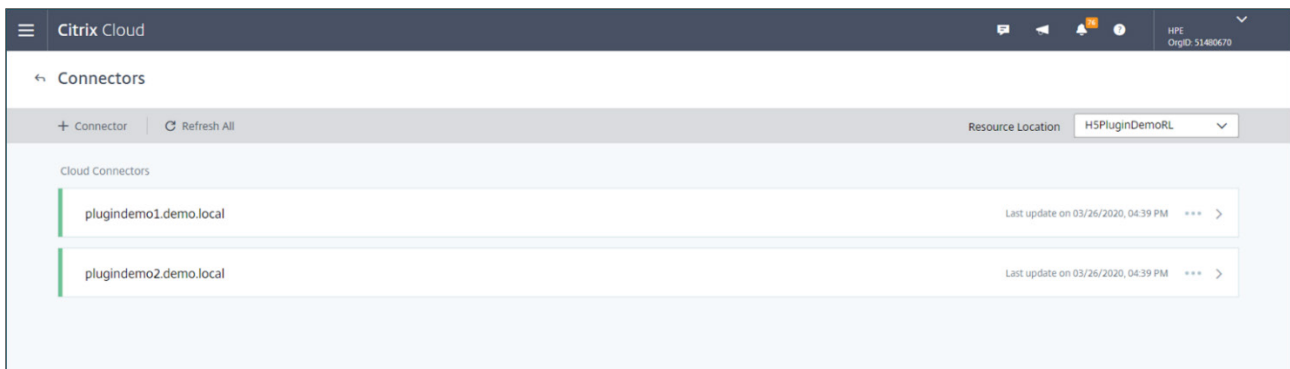 Citrix Cloud
76
HPE
OrgID: 51480670
Connectors
+ Connector
Refresh All
Resource Location
H5PluginDemoRL
Cloud Connectors
plugindemo1.demo.local
Last update on 03/26/2020, 04:39 PM
plugindemo2.demo.local
Last update on 03/26/2020, 04:39 PM